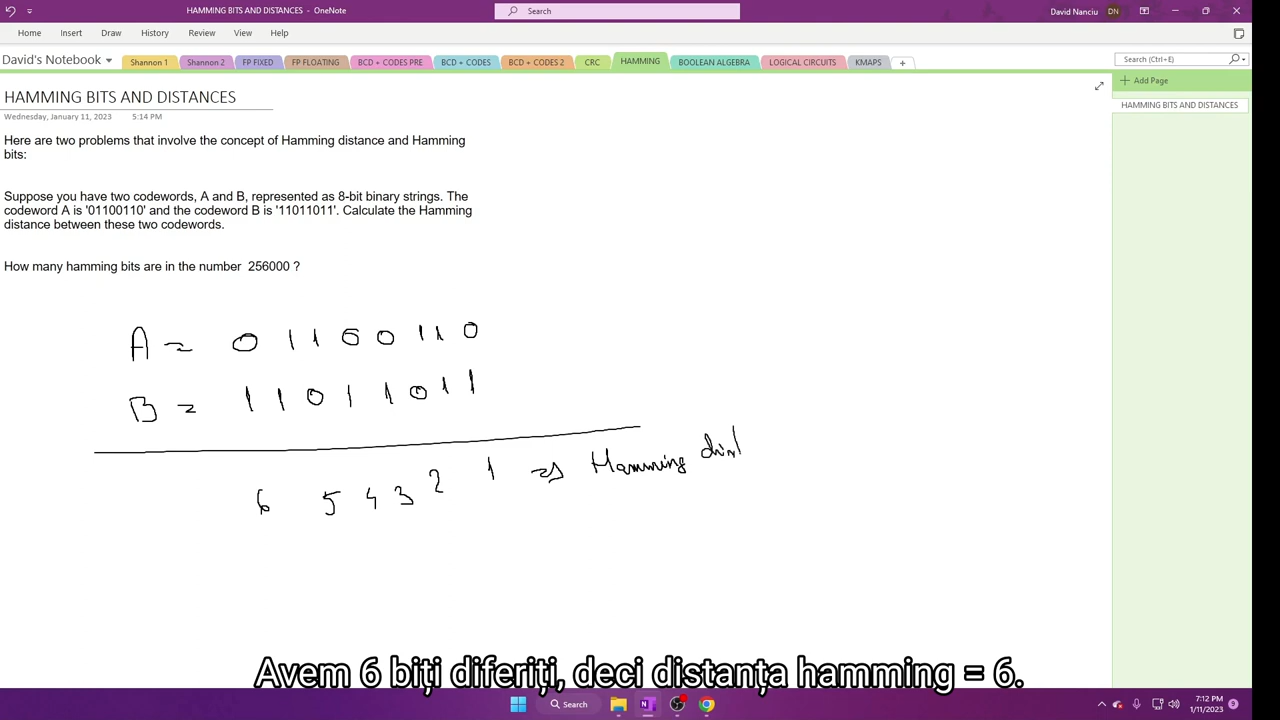 HAMMING BITS AND DISTANCES - OneNote
Search
David Nanciu
DN
Home Insert Draw History Review View Help
David's Notebook
Shannon 1 Shannon 2 FP FIXED FP FLOATING BCD + CODES PRE BCD + CODES BCD + CODES 2 CRC HAMMING BOOLEAN ALGEBRA LOGICAL CIRCUITS KMAPS +
Search (Ctrl+E)
+ Add Page
HAMMING BITS AND DISTANCES
HAMMING BITS AND DISTANCES
Wednesday, January 11, 2023 5:14 PM
Here are two problems that involve the concept of Hamming distance and Hamming
bits:
Suppose you have two codewords, A and B, represented as 8-bit binary strings. The
codeword A is '01100110' and the codeword B is '11011011'. Calculate the Hamming
distance between these two codewords.
How many hamming bits are in the number 256000 ?
A = 0 1 1 0 0 1 1 0
B = 1 1 0 1 1 0 1 1
6 5 4 3 2 1 => Hamming dist
Avem 6 biți diferiți, deci distanța hamming = 6.
Search
7:12 PM
1/11/2023